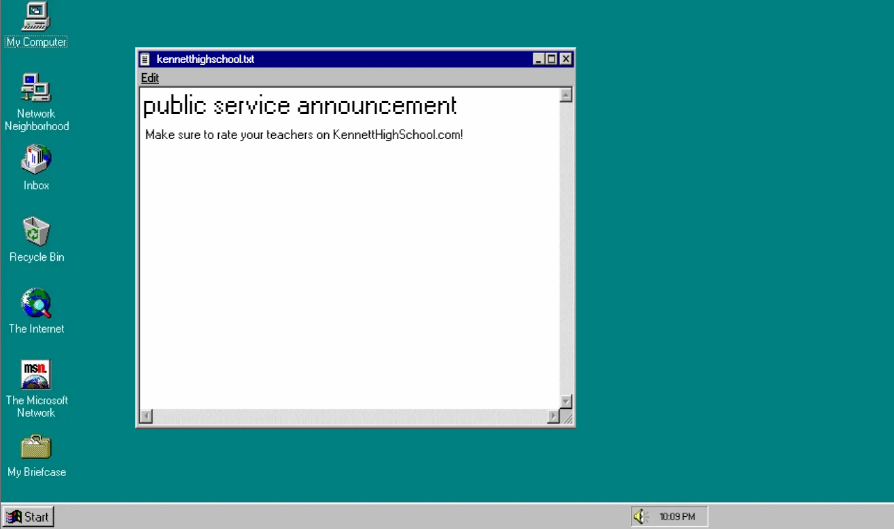 My Computer
kennetthighschool.txt
Edit
public service announcement
Make sure to rate your teachers on KennettHighSchool.com!
Network
Neighborhood
Inbox
Recycle Bin
The Internet
msn.
The Microsoft
Network
My Briefcase
Start
10:09 PM